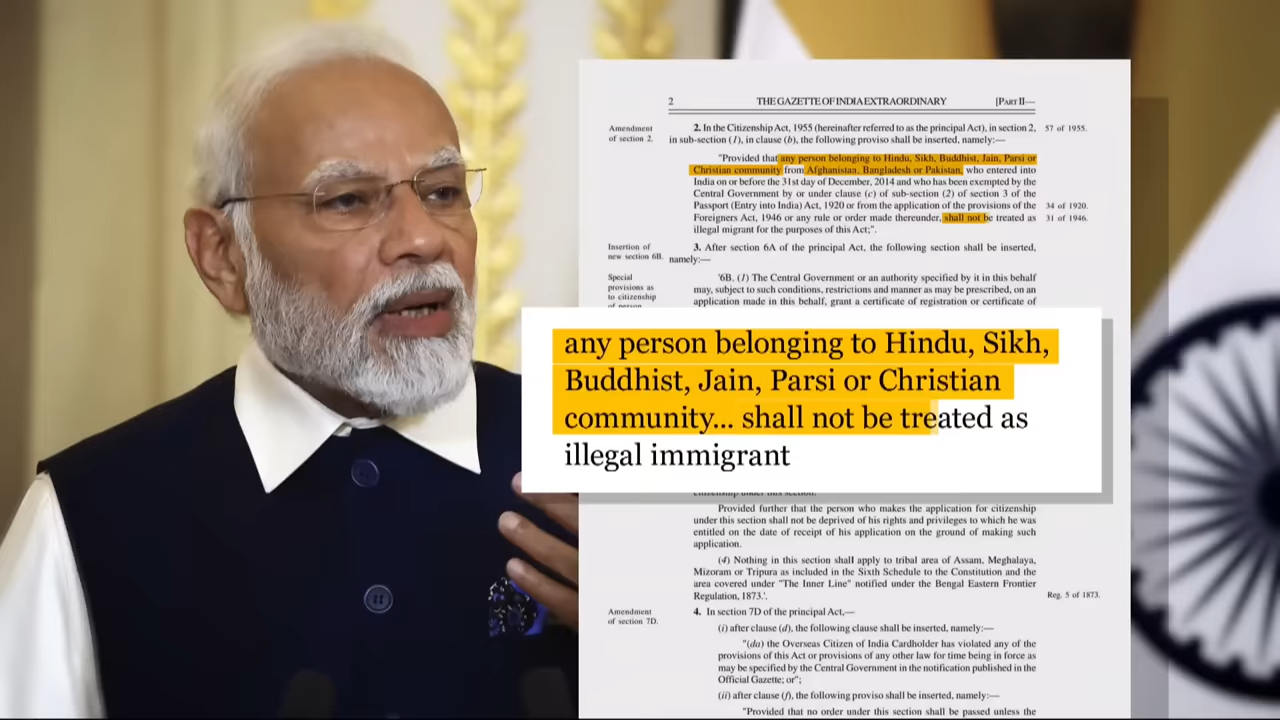 2 THE GAZETTE OF INDIA EXTRAORDINARY [PART II—
Amendment
of section 2.
2. In the Citizenship Act, 1955 (hereinafter referred to as the principal Act), in section 2,
in sub-section (1), in clause (b), the following proviso shall be inserted, namely:—
57 of 1955.
"Provided that any person belonging to Hindu, Sikh, Buddhist, Jain, Parsi or
Christian community from Afghanistan, Bangladesh or Pakistan, who entered into
India on or before the 31st day of December, 2014 and who has been exempted by the
Central Government by or under clause (c) of sub-section (2) of section 3 of the
Passport (Entry into India) Act, 1920 or from the application of the provisions of the
Foreigners Act, 1946 or any rule or order made thereunder, shall not be treated as
illegal migrant for the purposes of this Act;".
34 of 1920.
31 of 1946.
Insertion of
new section 6B.
3. After section 6A of the principal Act, the following section shall be inserted,
namely:—
Special
provisions as
to citizenship
of person
'6B. (1) The Central Government or an authority specified by it in this behalf
may, subject to such conditions, restrictions and manner as may be prescribed, on an
application made in this behalf, grant a certificate of registration or certificate of
any person belonging to Hindu, Sikh,
Buddhist, Jain, Parsi or Christian
community... shall not be treated as
illegal immigrant
citizenship under this section.
Provided further that the person who makes the application for citizenship
under this section shall not be deprived of his rights and privileges to which he was
entitled on the date of receipt of his application on the ground of making such
application.
(4) Nothing in this section shall apply to tribal area of Assam, Meghalaya,
Mizoram or Tripura as included in the Sixth Schedule to the Constitution and the
area covered under "The Inner Line" notified under the Bengal Eastern Frontier
Regulation, 1873.'.
Reg. 5 of 1873.
Amendment
of section 7D.
4. In section 7D of the principal Act,—
(i) after clause (d), the following clause shall be inserted, namely:—
"(da) the Overseas Citizen of India Cardholder has violated any of the
provisions of this Act or provisions of any other law for time being in force as
may be specified by the Central Government in the notification published in the
Official Gazette; or";
(ii) after clause (f), the following proviso shall be inserted, namely:—
"Provided that no order under this section shall be passed unless the